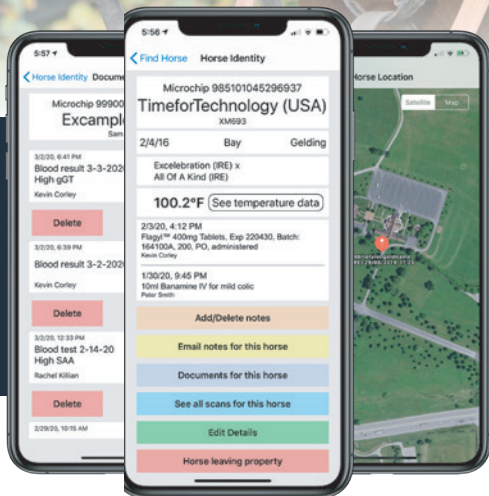 5:57
Horse Identity Docume
Microchip 99900
Excampl
Sam
3/2/20, 6:41 PM
Blood result 3-3-202
High gGT
Kevin Corley
Delete
3/2/20, 6:39 PM
Blood result 3-2-202
Kevin Corley
Delete
3/2/20, 12:33 PM
Blood test 2-14-20
High SAA
Rachel Killian
Delete
2/29/20, 10:15 AM
5:56
Find Horse Horse Identity
Microchip 985101045296937
TimeforTechnology (USA)
XM693
2/4/16 Bay Gelding
Excelebration (IRE) x
All Of A Kind (IRE)
100.2°F See temperature data
2/3/20, 4:12 PM
Flagyl™ 400mg Tablets, Exp 220430, Batch:
164100A, 200, PO, administered
Kevin Corley
1/30/20, 9:45 PM
10ml Banamine IV for mild colic
Peter Smith
Add/Delete notes
Email notes for this horse
Documents for this horse
See all scans for this horse
Edit Details
Horse leaving property
Horse Location
Satellite Map